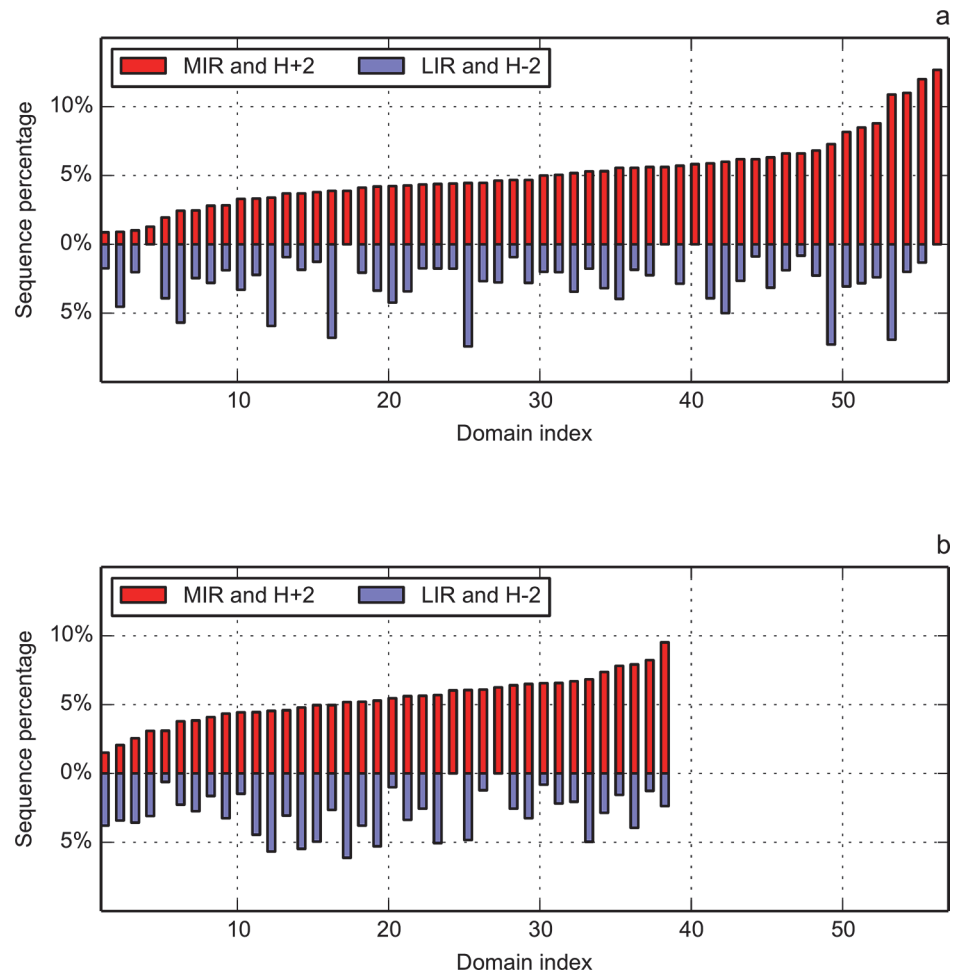 a
MIR and H+2 LIR and H-2
10%
5%
0%
5%
Sequence percentage
10 20 30 40 50
Domain index
b
MIR and H+2 LIR and H-2
10%
5%
0%
5%
Sequence percentage
10 20 30 40 50
Domain index